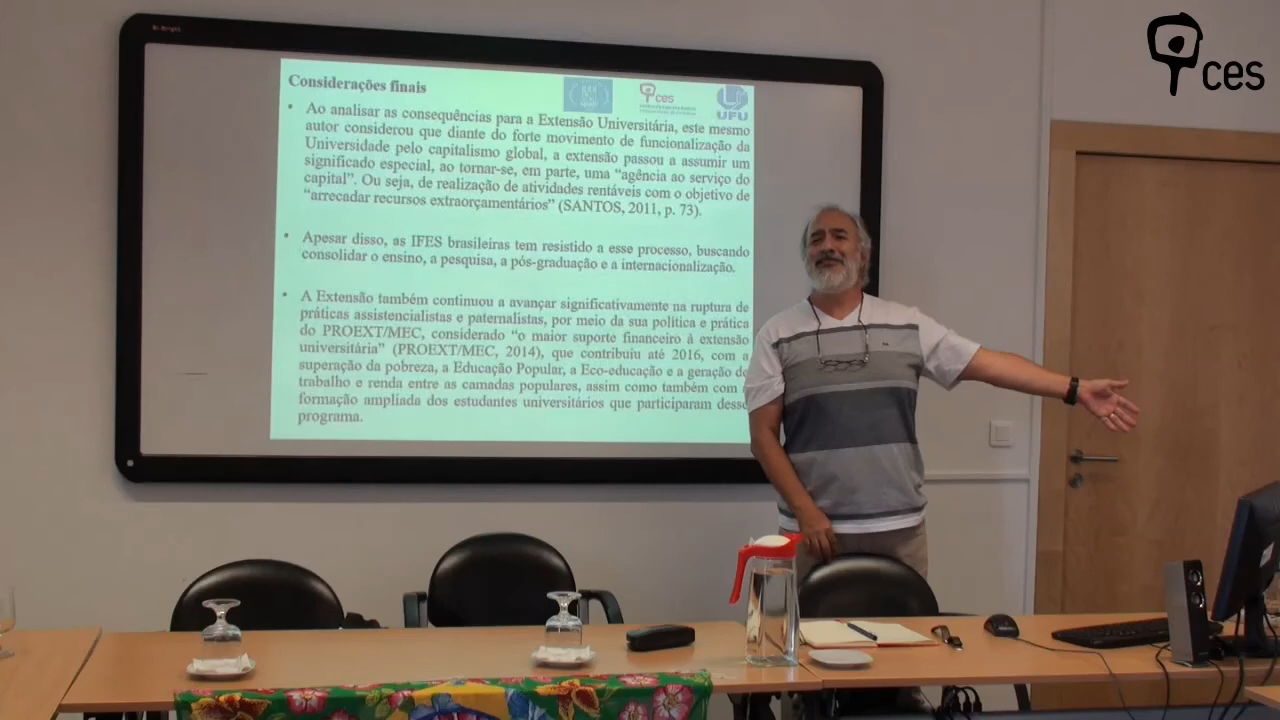 ces
Considerações finais
ces
UFU
• Ao analisar as consequências para a Extensão Universitária, este mesmo
autor considerou que diante do forte movimento de funcionalização da
Universidade pelo capitalismo global, a extensão passou a assumir um
significado especial, ao tornar-se, em parte, uma “agência ao serviço do
capital”. Ou seja, de realização de atividades rentáveis com o objetivo de
“arrecadar recursos extraorçamentários” (SANTOS, 2011, p. 73).
• Apesar disso, as IFES brasileiras tem resistido a esse processo, buscando
consolidar o ensino, a pesquisa, a pós-graduação e a internacionalização.
• A Extensão também continuou a avançar significativamente na ruptura de
práticas assistencialistas e paternalistas, por meio da sua política e prática
do PROEXT/MEC, considerado “o maior suporte financeiro à extensão
universitária” (PROEXT/MEC, 2014), que contribuiu até 2016, com a
superação da pobreza, a Educação Popular, a Eco-educação e a geração de
trabalho e renda entre as camadas populares, assim como também com
formação ampliada dos estudantes universitários que participaram desse
programa.